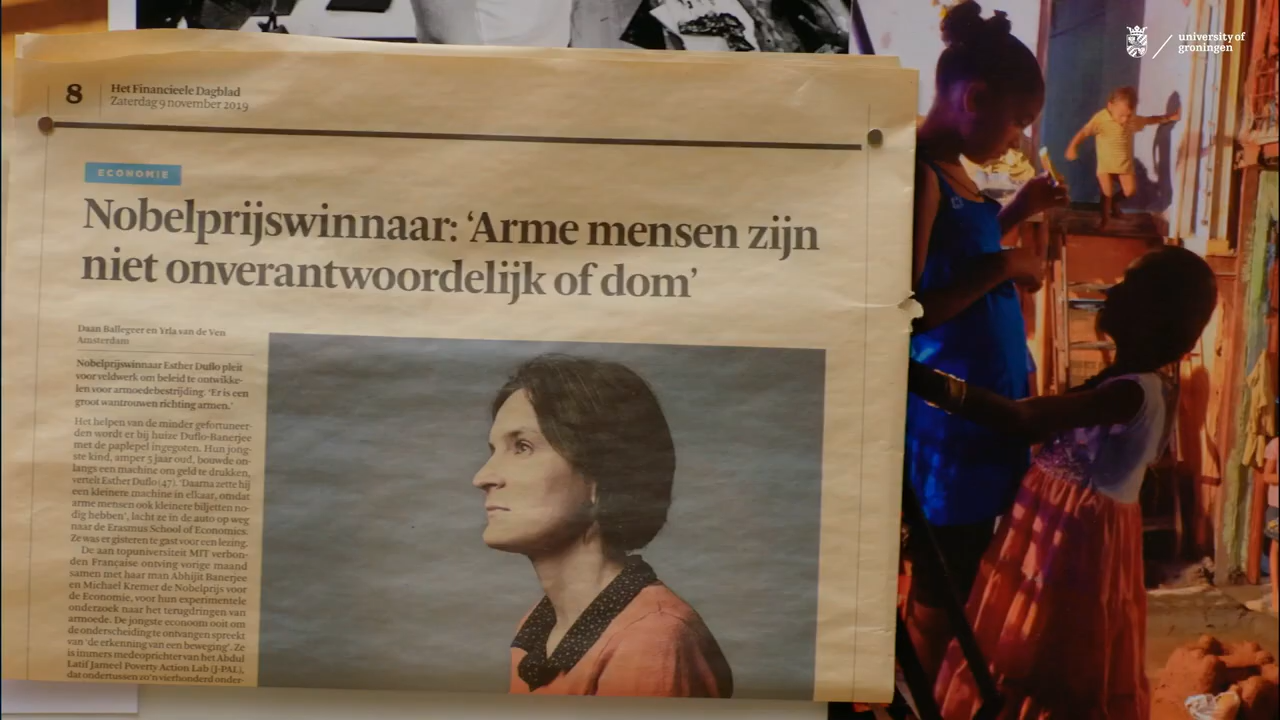 university of
groningen
8
Het Financieele Dagblad
Zaterdag 9 november 2019
ECONOMIE
Nobelprijswinnaar: ‘Arme mensen zijn
niet onverantwoordelijk of dom’
Daan Ballegeer en Yrla van de Ven
Amsterdam
Nobelprijswinnaar Esther Duflo pleit
voor veldwerk om beleid te ontwikke-
len voor armoedebestrijding. ‘Er is een
groot wantrouwen richting armen.’
Het helpen van de minder gefortuneer-
den wordt er bij huize Duflo-Banerjee
met de paplepel ingegoten. Hun jong-
ste kind, amper 5 jaar oud, bouwde on-
langs een machine om geld te drukken,
vertelt Esther Duflo (47). ‘Daarna zette hij
een kleinere machine in elkaar, omdat
arme mensen ook kleinere biljetten no-
dig hebben’, lacht ze in de auto op weg
naar de Erasmus School of Economics.
Ze was er gisteren te gast voor een lezing.
De aan topuniversiteit MIT verbon-
den Française ontving vorige maand
samen met haar man Abhijit Banerjee
en Michael Kremer de Nobelprijs voor
de Economie, voor hun experimentele
onderzoek naar het terugdringen van
armoede. De jongste econoom ooit om
de onderscheiding te ontvangen spreekt
van ‘de erkenning van een beweging’. Ze
is immers medeoprichter van het Abdul
Latif Jameel Poverty Action Lab (J-PAL),
dat ondertussen zo’n vierhonderd onder-